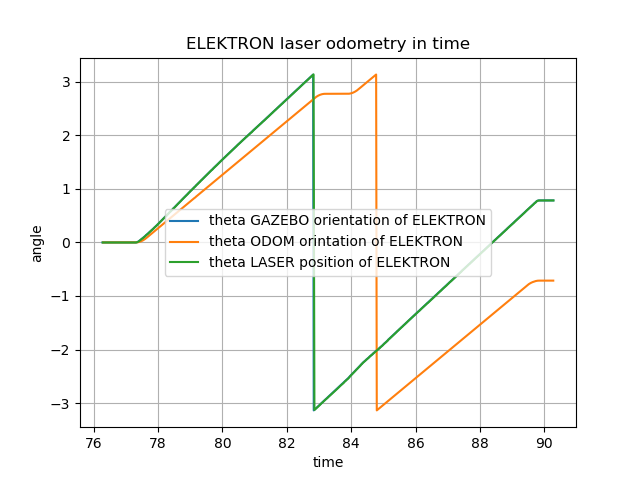 ELEKTRON laser odometry in time
angle
3
2
1
0
−1
−2
−3
theta GAZEBO orientation of ELEKTRON
theta ODOM orintation of ELEKTRON
theta LASER position of ELEKTRON
76 78 80 82 84 86 88 90
time